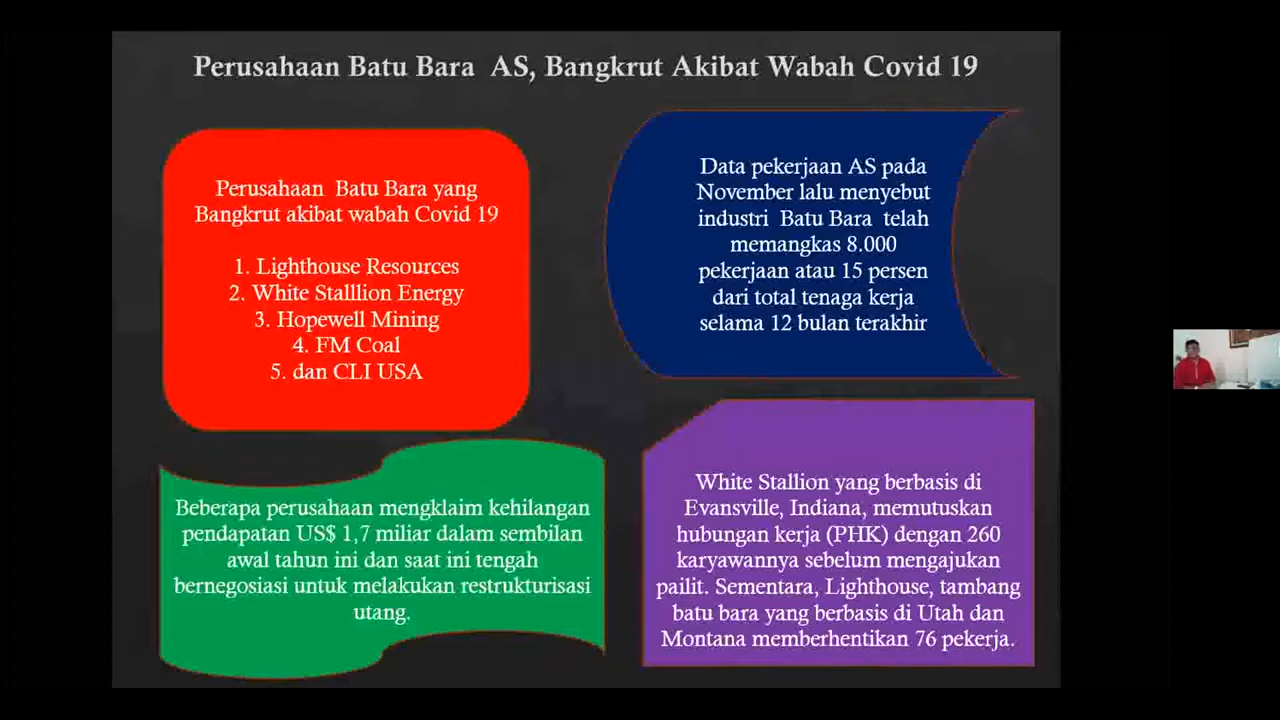 Perusahaan Batu Bara  AS, Bangkrut Akibat Wabah Covid 19
Perusahaan  Batu Bara yang
Bangkrut akibat wabah Covid 19
1. Lighthouse Resources
2. White Stalllion Energy
3. Hopewell Mining
4. FM Coal
5. dan CLI USA
Data pekerjaan AS pada
November lalu menyebut
industri  Batu Bara  telah
memangkas 8.000
pekerjaan atau 15 persen
dari total tenaga kerja
selama 12 bulan terakhir
Beberapa perusahaan mengklaim kehilangan
pendapatan US$ 1,7 miliar dalam sembilan
awal tahun ini dan saat ini tengah
bernegosiasi untuk melakukan restrukturisasi
utang.
White Stallion yang berbasis di
Evansville, Indiana, memutuskan
hubungan kerja (PHK) dengan 260
karyawannya sebelum mengajukan
pailit. Sementara, Lighthouse, tambang
batu bara yang berbasis di Utah dan
Montana memberhentikan 76 pekerja.